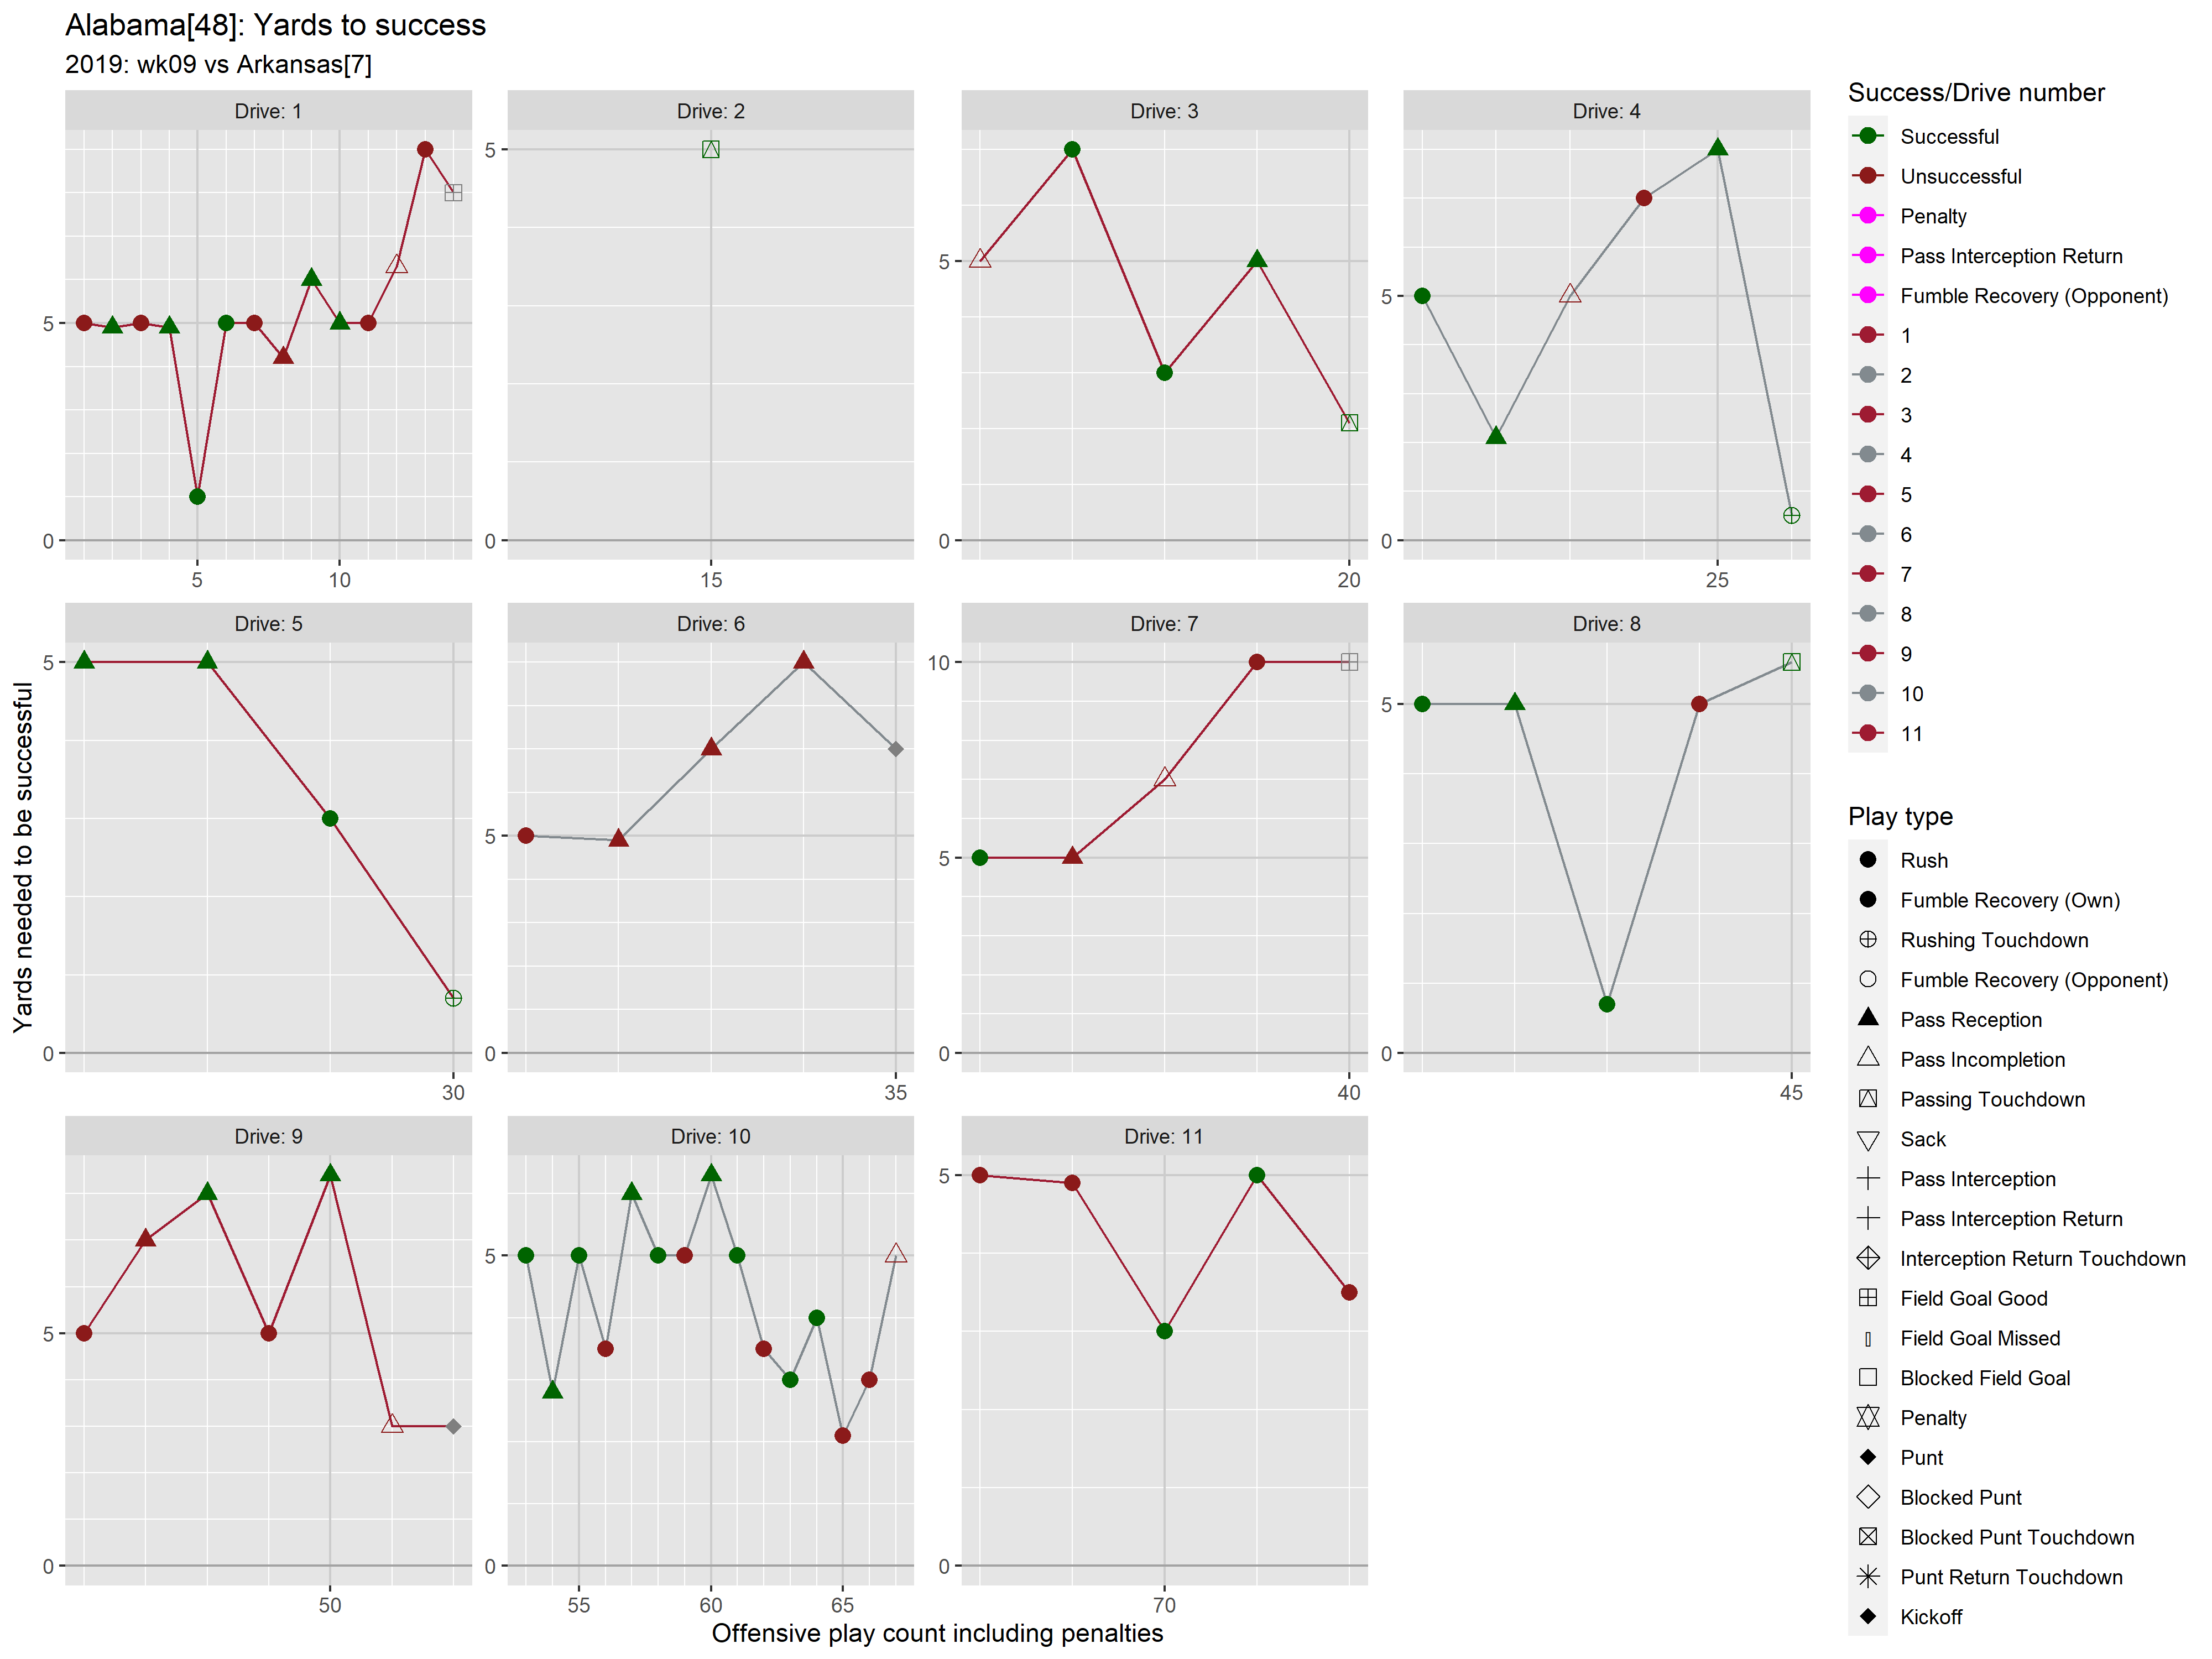 Alabama[48]: Yards to success
2019: wk09 vs Arkansas[7]
Drive: 1
Drive: 2
Drive: 3
Drive: 4
5
0
5
10
5
0
15
5
0
20
5
0
25
Drive: 5
Drive: 6
Drive: 7
Drive: 8
5
0
30
5
0
35
10
5
0
40
5
0
45
Drive: 9
Drive: 10
Drive: 11
5
0
50
5
0
55
60
65
5
0
70
Yards needed to be successful
Offensive play count including penalties
Success/Drive number
Successful
Unsuccessful
Penalty
Pass Interception Return
Fumble Recovery (Opponent)
1
2
3
4
5
6
7
8
9
10
11
Play type
Rush
Fumble Recovery (Own)
Rushing Touchdown
Fumble Recovery (Opponent)
Pass Reception
Pass Incompletion
Passing Touchdown
Sack
Pass Interception
Pass Interception Return
Interception Return Touchdown
Field Goal Good
Field Goal Missed
Blocked Field Goal
Penalty
Punt
Blocked Punt
Blocked Punt Touchdown
Punt Return Touchdown
Kickoff